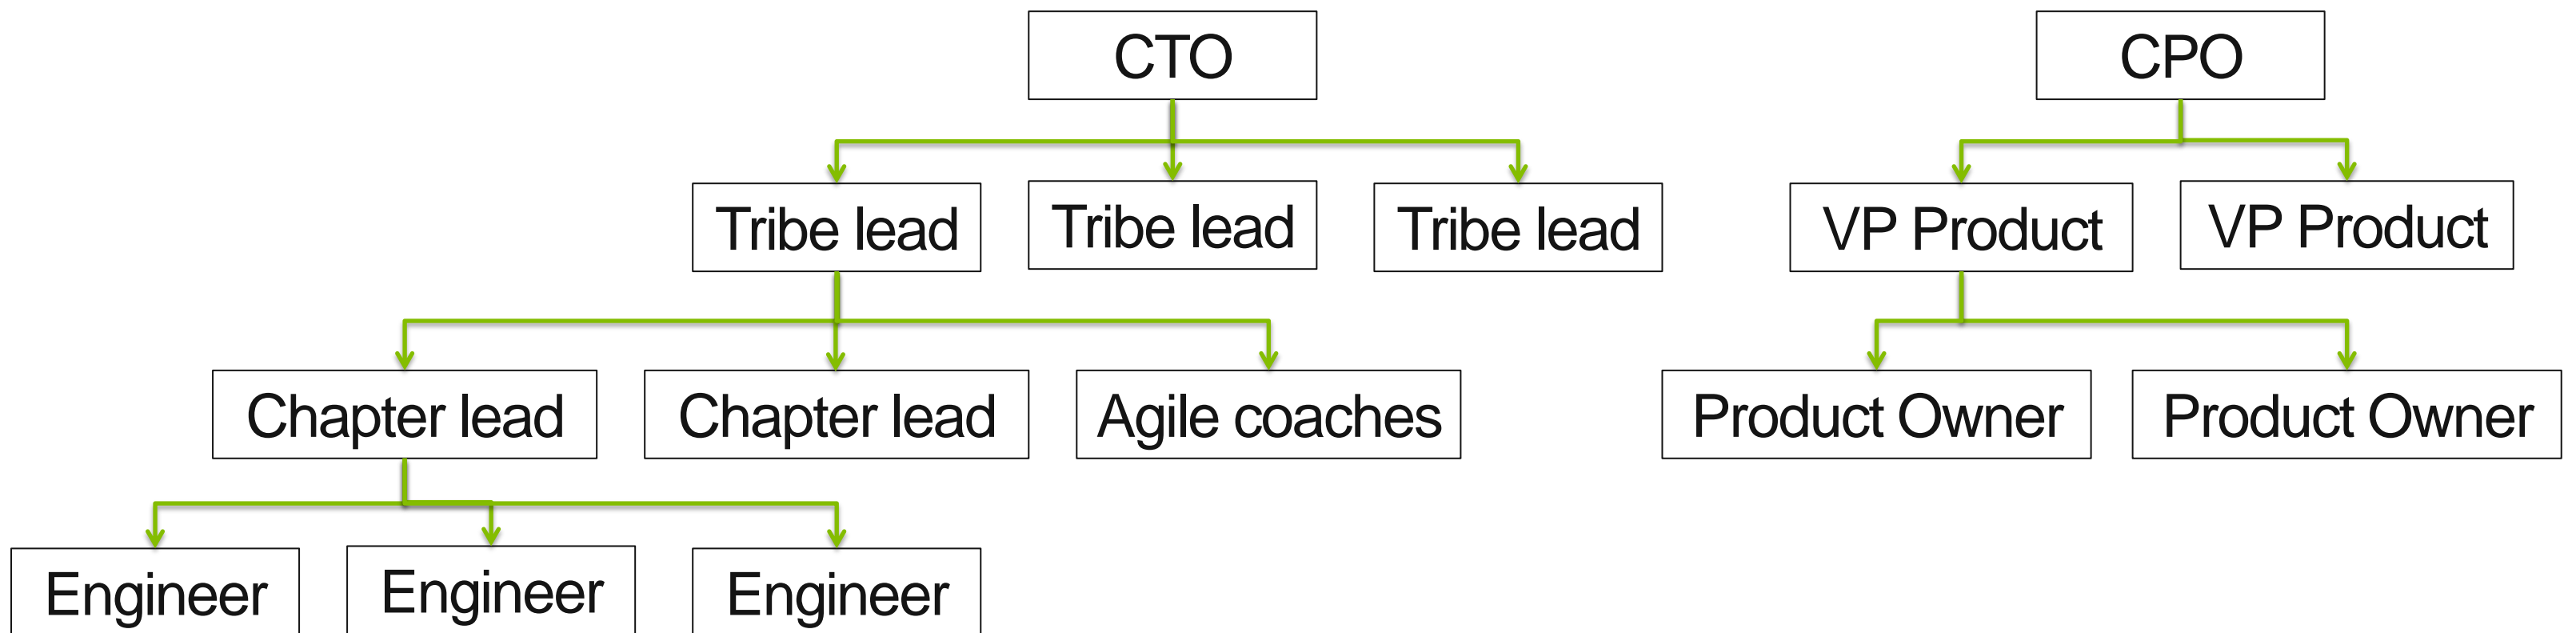 CTO
CPO
Tribe lead
Tribe lead
Tribe lead
VP Product
VP Product
Chapter lead
Chapter lead
Agile coaches
Product Owner
Product Owner
Engineer
Engineer
Engineer